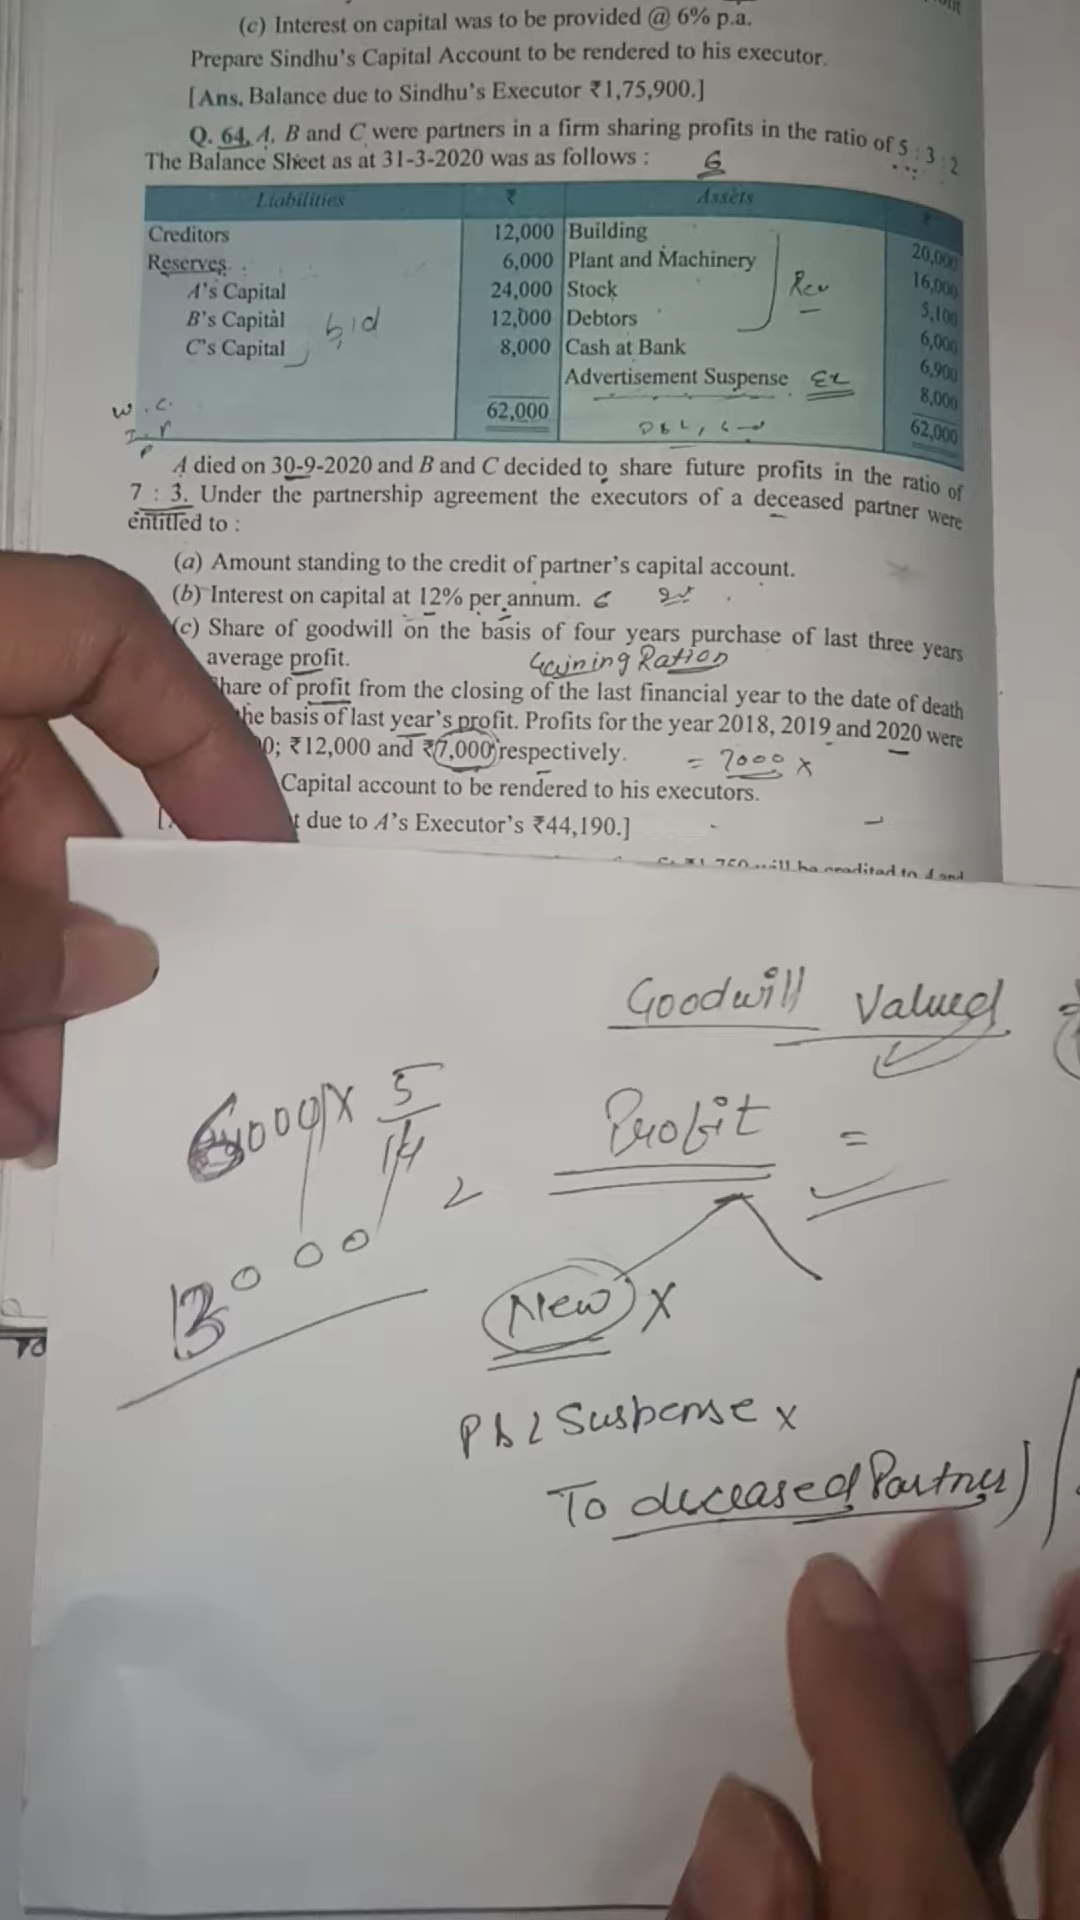 (c) Interest on capital was to be provided @ 6% p.a.
Prepare Sindhu's Capital Account to be rendered to his executor.
[Ans. Balance due to Sindhu's Executor ₹1,75,900.]
Q. 64. A, B and C were partners in a firm sharing profits in the ratio of 5 : 3 : 2
The Balance Sheet as at 31-3-2020 was as follows :
Liabilities ₹ Assets ₹
Creditors 12,000 Building 20,000
Reserves 6,000 Plant and Machinery 16,000
A's Capital 24,000 Stock 5,100
B's Capital 12,000 Debtors 6,000
C's Capital 8,000 Cash at Bank 6,900
Advertisement Suspense 8,000
62,000 62,000
Rev
A died on 30-9-2020 and B and C decided to share future profits in the ratio of
7 : 3. Under the partnership agreement the executors of a deceased partner were
entitled to :
(a) Amount standing to the credit of partner's capital account.
(b) Interest on capital at 12% per annum.
(c) Share of goodwill on the basis of four years purchase of last three years
average profit.
Gaining Ration
hare of profit from the closing of the last financial year to the date of death
he basis of last year's profit. Profits for the year 2018, 2019 and 2020 were
0; ₹12,000 and ₹7,000 respectively.
= 7000 x
Capital account to be rendered to his executors.
t due to A's Executor's ₹44,190.]
Goodwill Valued
x 5/14
Profit =
New x
P&L Suspense x
To deceased Partner